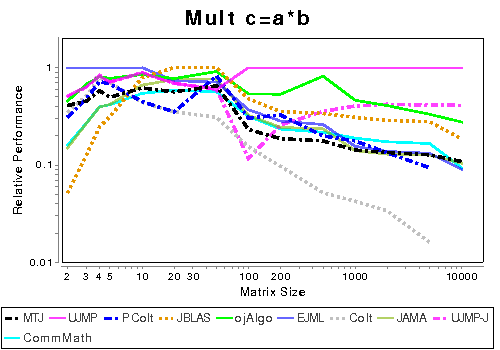 Mult c=a*b
Relative Performance
1
0.1
0.01
2 3 4 5 10 20 30 50 100 200 1000 10000
Matrix Size
MTJ UJMP PColt JBLAS ojAlgo EJML Colt JAMA UJMP-J
CommMath